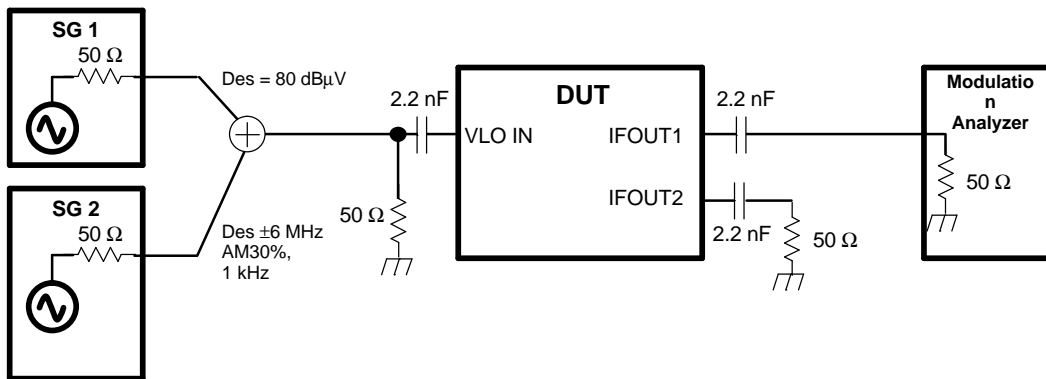 SG 1
50 Ω
Des = 80 dBμV
SG 2
50 Ω
Des ±6 MHz
AM30%,
1 kHz
50 Ω
2.2 nF
DUT
VLO IN
IFOUT1
IFOUT2
2.2 nF
2.2 nF
50 Ω
Modulatio
n
Analyzer
50 Ω